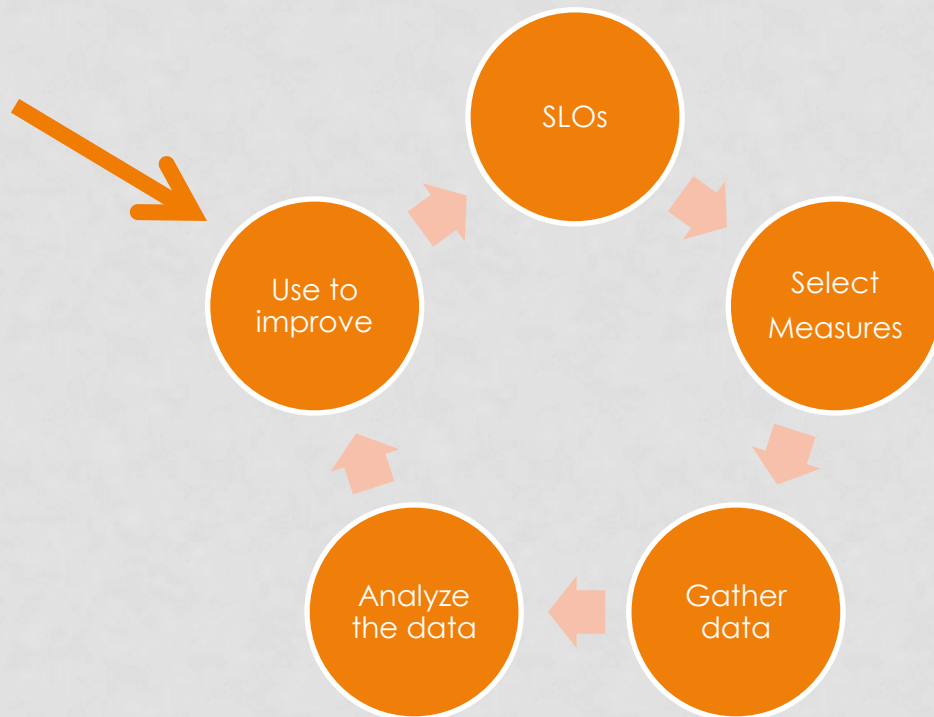 SLOs
Select
Measures
Gather
data
Analyze
the data
Use to
improve